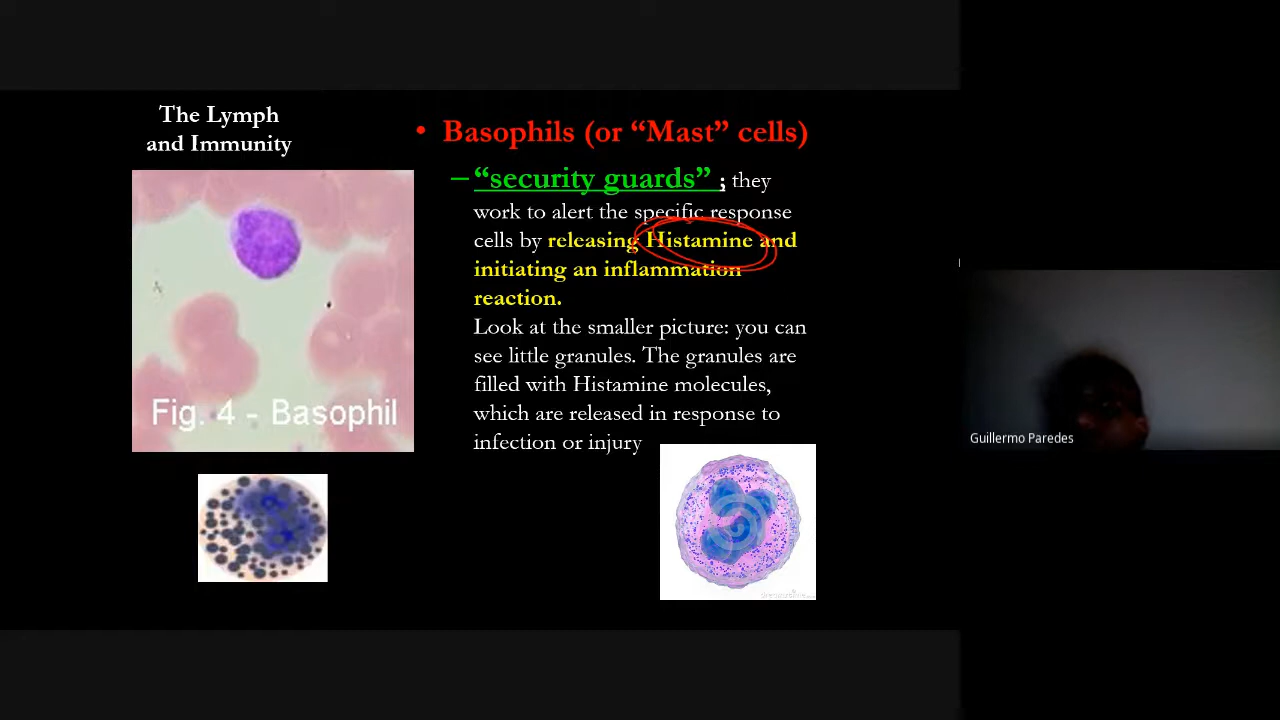 The Lymph
and Immunity
• Basophils (or “Mast” cells)
– “security guards” ; they
work to alert the specific response
cells by releasing Histamine and
initiating an inflammation
reaction.
Look at the smaller picture: you can
see little granules. The granules are
filled with Histamine molecules,
which are released in response to
infection or injury
Fig. 4 - Basophil
Guillermo Paredes